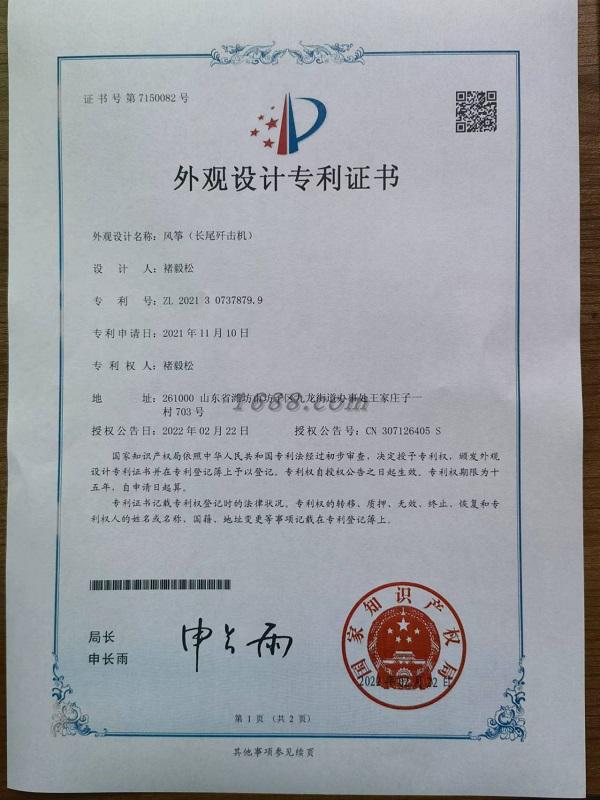 证书号第7150082号
外观设计专利证书
外观设计名称：风筝（长尾歼击机）
设计人：褚毅松
专利号：ZL 2021 3 0737879.9
专利申请日：2021年11月10日
专利权人：褚毅松
地址：261000 山东省潍坊市坊子区九龙街道办事处王家庄子一
村703号
1688.com
授权公告日：2022年02月22日 授权公告号：CN 307126405 S
国家知识产权局依照中华人民共和国专利法经过初步审查，决定授予专利权，颁发外观
设计专利证书并在专利登记簿上予以登记。专利权自授权公告之日起生效。专利权期限为十
五年，自申请日起算。
专利证书记载专利权登记时的法律状况。专利权的转移、质押、无效、终止、恢复和专
利权人的姓名或名称、国籍、地址变更等事项记载在专利登记簿上。
局长
申长雨
申长雨
国家知识产权局
2022年02月22日
第1页（共2页）
其他事项参见续页